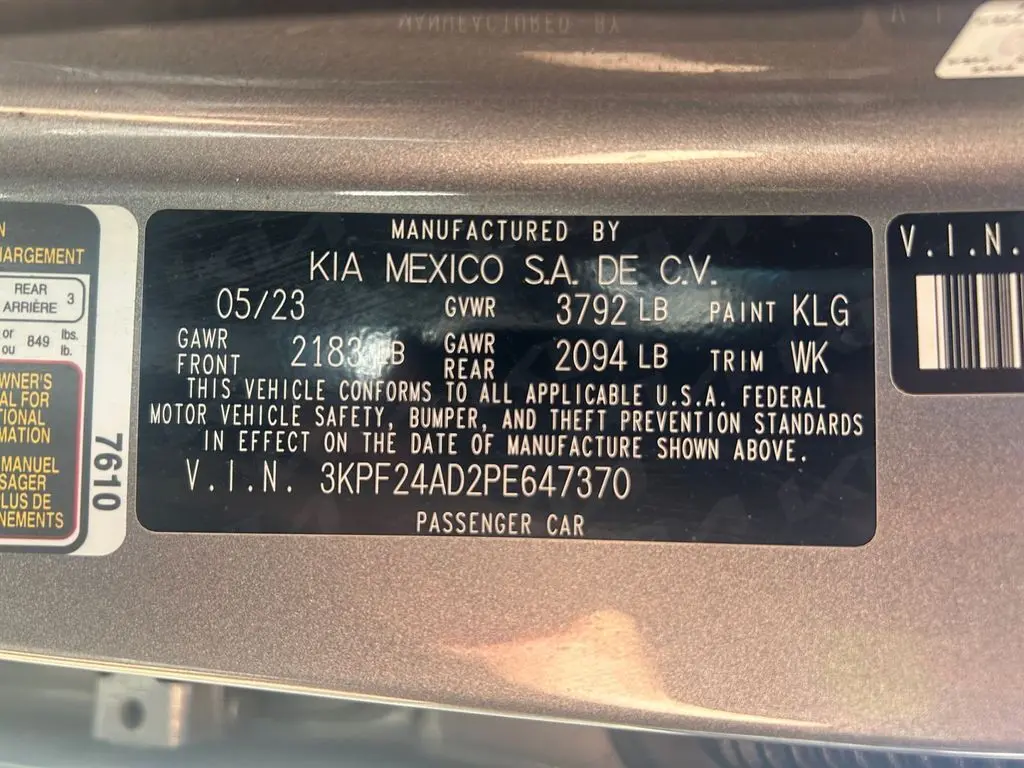 HARGEMENT
REAR
ARRIÈRE 3
or
ou 849 lbs.
lb.
WNER'S
AL FOR
TIONAL
MATION
MANUEL
SAGER
LUS DE
NEMENTS
7610
MANUFACTURED BY
KIA MEXICO S.A. DE C.V.
05/23 GVWR 3792 LB PAINT KLG
GAWR
FRONT 2183 LB GAWR
REAR 2094 LB TRIM WK
THIS VEHICLE CONFORMS TO ALL APPLICABLE U.S.A. FEDERAL
MOTOR VEHICLE SAFETY, BUMPER, AND THEFT PREVENTION STANDARDS
IN EFFECT ON THE DATE OF MANUFACTURE SHOWN ABOVE.
V.I.N. 3KPF24AD2PE647370
PASSENGER CAR
V.I.N.